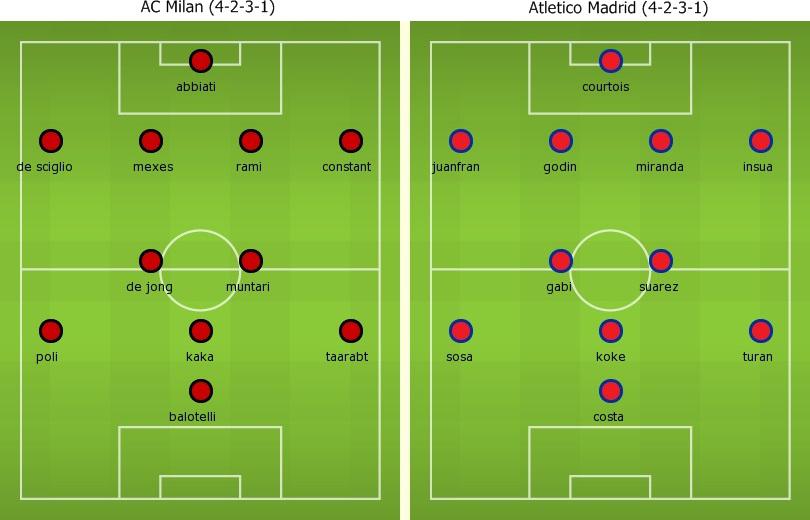 AC Milan (4-2-3-1)
abbiati
de sciglio mexes rami constant
de jong muntari
poli kaka taarabt
balotelli
Atletico Madrid (4-2-3-1)
courtois
juanfran godin miranda insua
gabi suarez
sosa koke turan
costa